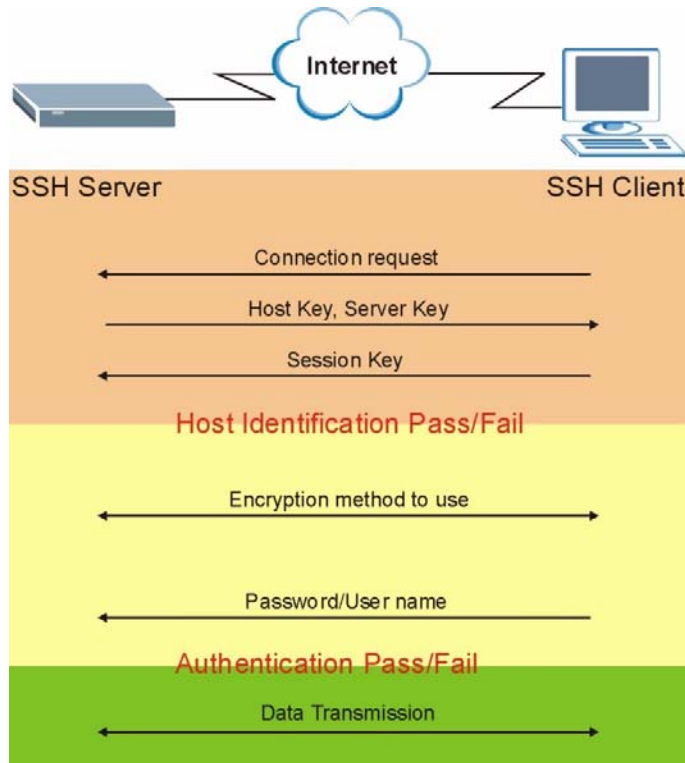 Internet
SSH Server
SSH Client
Connection request
Host Key, Server Key
Session Key
Host Identification Pass/Fail
Encryption method to use
Password/User name
Authentication Pass/Fail
Data Transmission